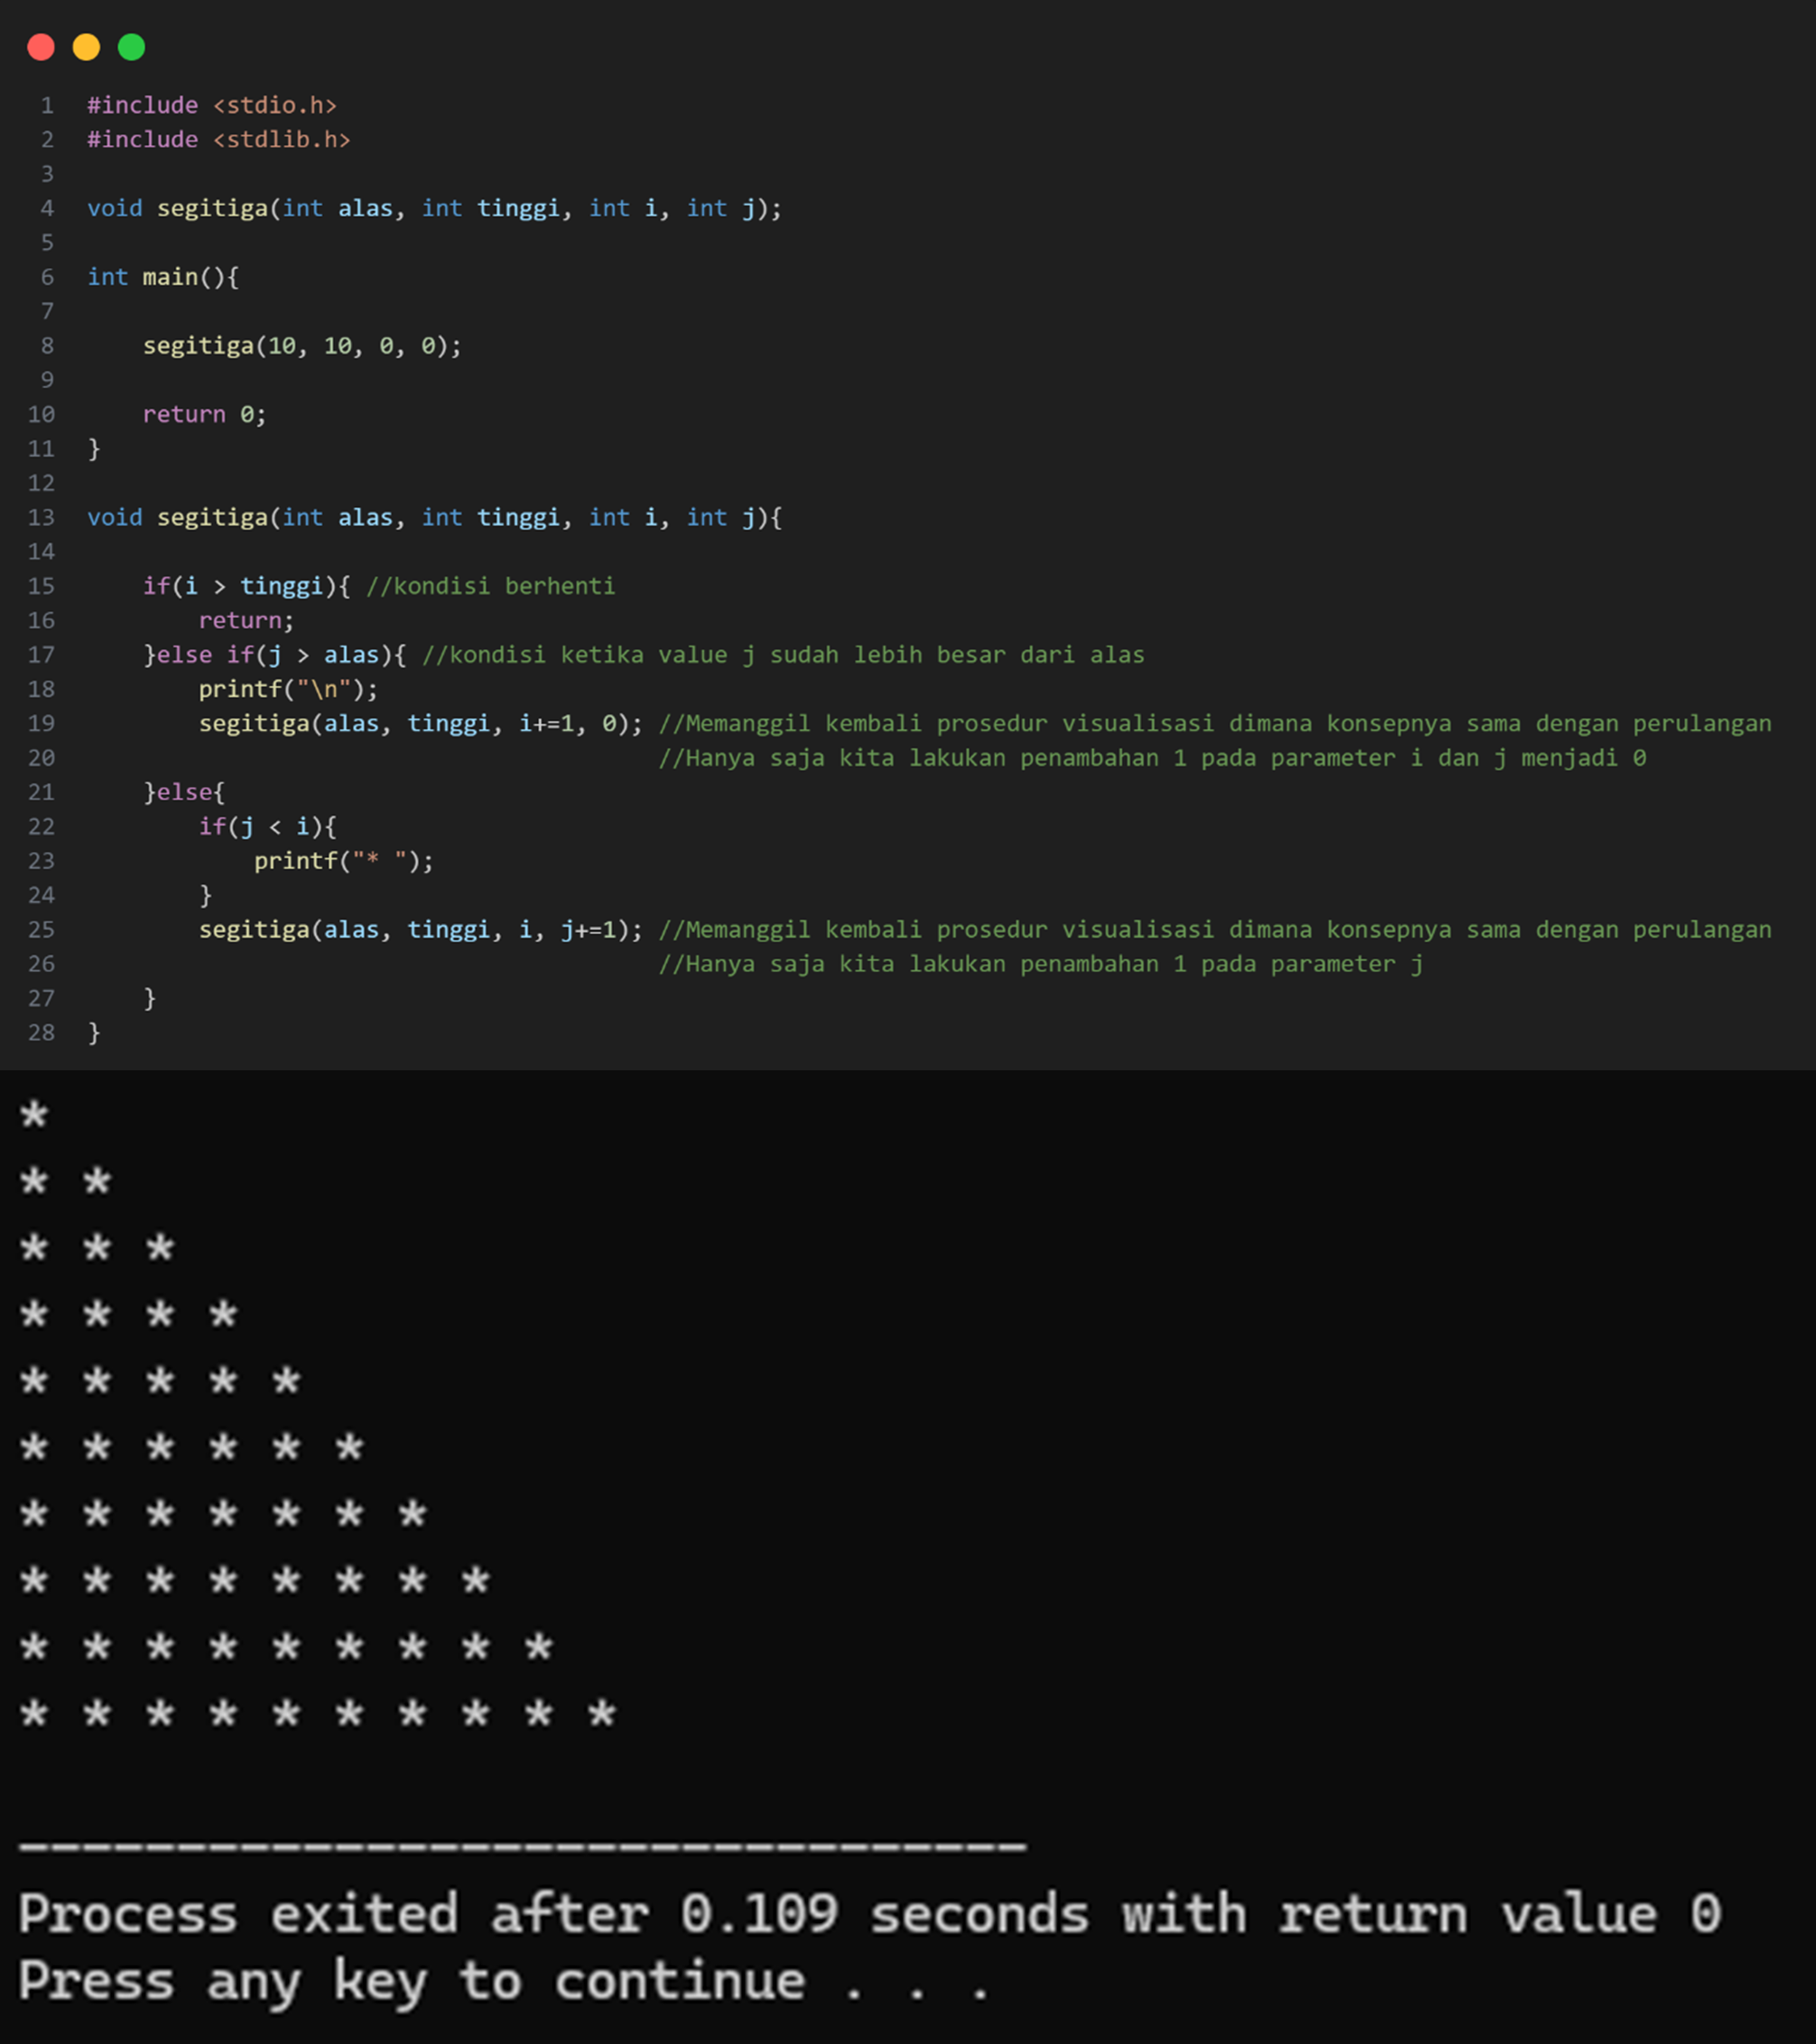 1 #include <stdio.h>
2 #include <stdlib.h>
3
4 void segitiga(int alas, int tinggi, int i, int j);
5
6 int main(){
7
8     segitiga(10, 10, 0, 0);
9
10     return 0;
11 }
12
13 void segitiga(int alas, int tinggi, int i, int j){
14
15     if(i > tinggi){ //kondisi berhenti
16         return;
17     }else if(j > alas){ //kondisi ketika value j sudah lebih besar dari alas
18         printf("\n");
19         segitiga(alas, tinggi, i+=1, 0); //Memanggil kembali prosedur visualisasi dimana konsepnya sama dengan perulangan
20                                          //Hanya saja kita lakukan penambahan 1 pada parameter i dan j menjadi 0
21     }else{
22         if(j < i){
23             printf("* ");
24         }
25         segitiga(alas, tinggi, i, j+=1); //Memanggil kembali prosedur visualisasi dimana konsepnya sama dengan perulangan
26                                          //Hanya saja kita lakukan penambahan 1 pada parameter j
27     }
28 }
*
* *
* * *
* * * *
* * * * *
* * * * * *
* * * * * * *
* * * * * * * *
* * * * * * * * *
* * * * * * * * * *
--------------------------------
Process exited after 0.109 seconds with return value 0
Press any key to continue . . .